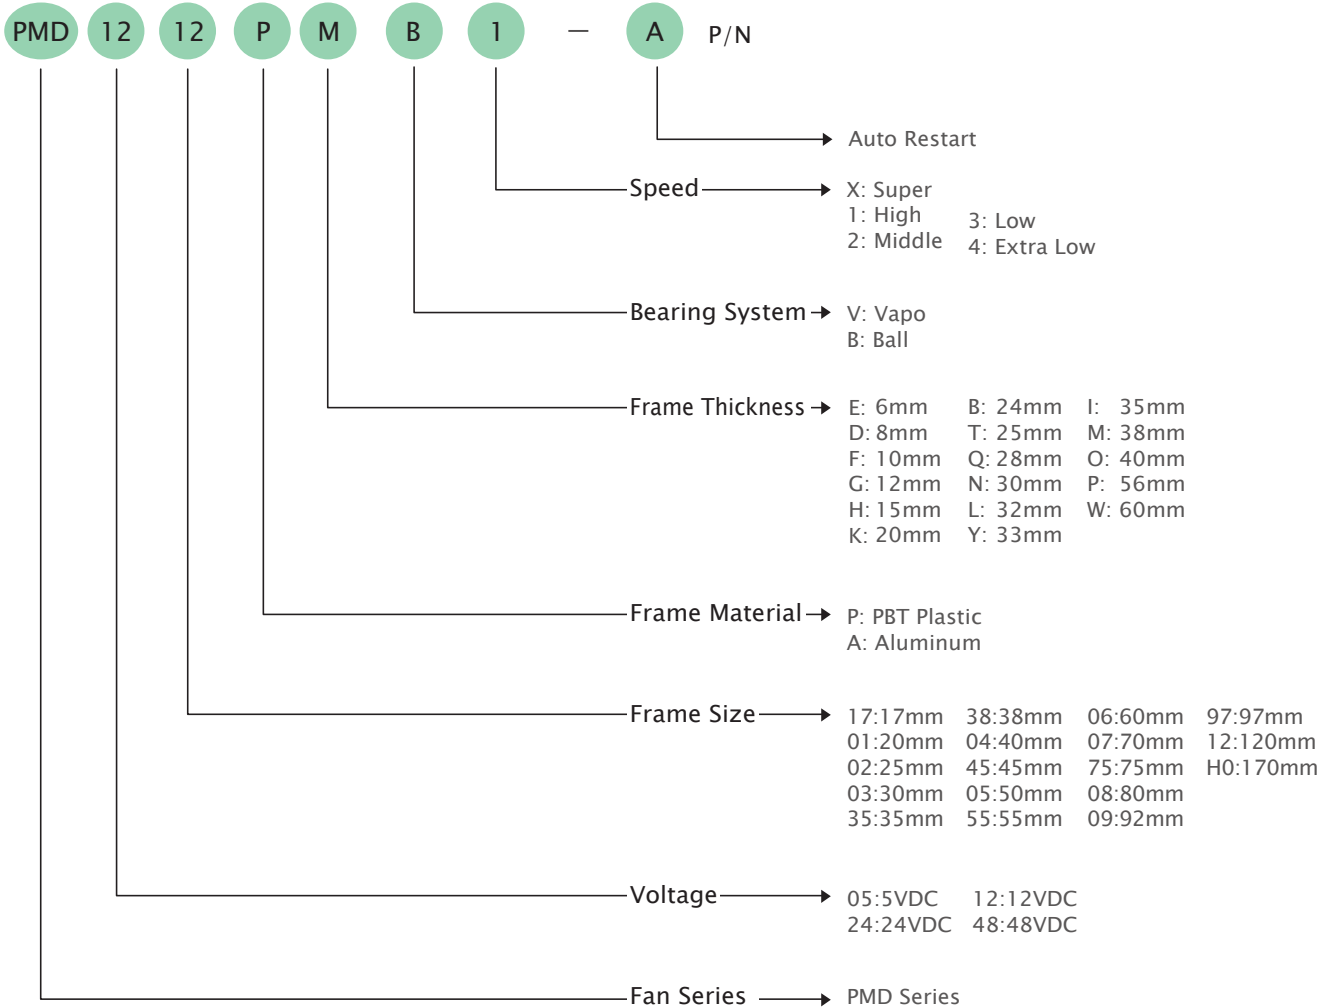 PMD 12 12 P M B 1 — A P/N
Auto Restart
Speed
X: Super
1: High
2: Middle
3: Low
4: Extra Low
Bearing System
V: Vapo
B: Ball
Frame Thickness
E: 6mm B: 24mm I: 35mm
D: 8mm T: 25mm M: 38mm
F: 10mm Q: 28mm O: 40mm
G: 12mm N: 30mm P: 56mm
H: 15mm L: 32mm W: 60mm
K: 20mm Y: 33mm
Frame Material
P: PBT Plastic
A: Aluminum
Frame Size
17:17mm 38:38mm 06:60mm 97:97mm
01:20mm 04:40mm 07:70mm 12:120mm
02:25mm 45:45mm 75:75mm H0:170mm
03:30mm 05:50mm 08:80mm
35:35mm 55:55mm 09:92mm
Voltage
05:5VDC 12:12VDC
24:24VDC 48:48VDC
Fan Series
PMD Series